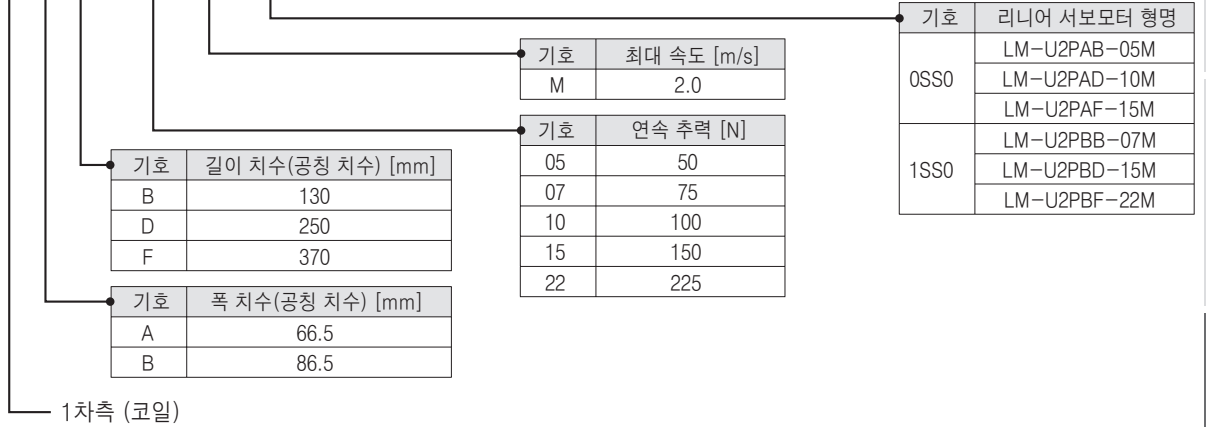 기호 리니어 서보모터 형명
0SS0 LM-U2PAB-05M
LM-U2PAD-10M
LM-U2PAF-15M
1SS0 LM-U2PBB-07M
LM-U2PBD-15M
LM-U2PBF-22M
기호 최대 속도 [m/s]
M 2.0
기호 연속 추력 [N]
05 50
07 75
10 100
15 150
22 225
기호 길이 치수(공칭 치수) [mm]
B 130
D 250
F 370
기호 폭 치수(공칭 치수) [mm]
A 66.5
B 86.5
1차측 (코일)